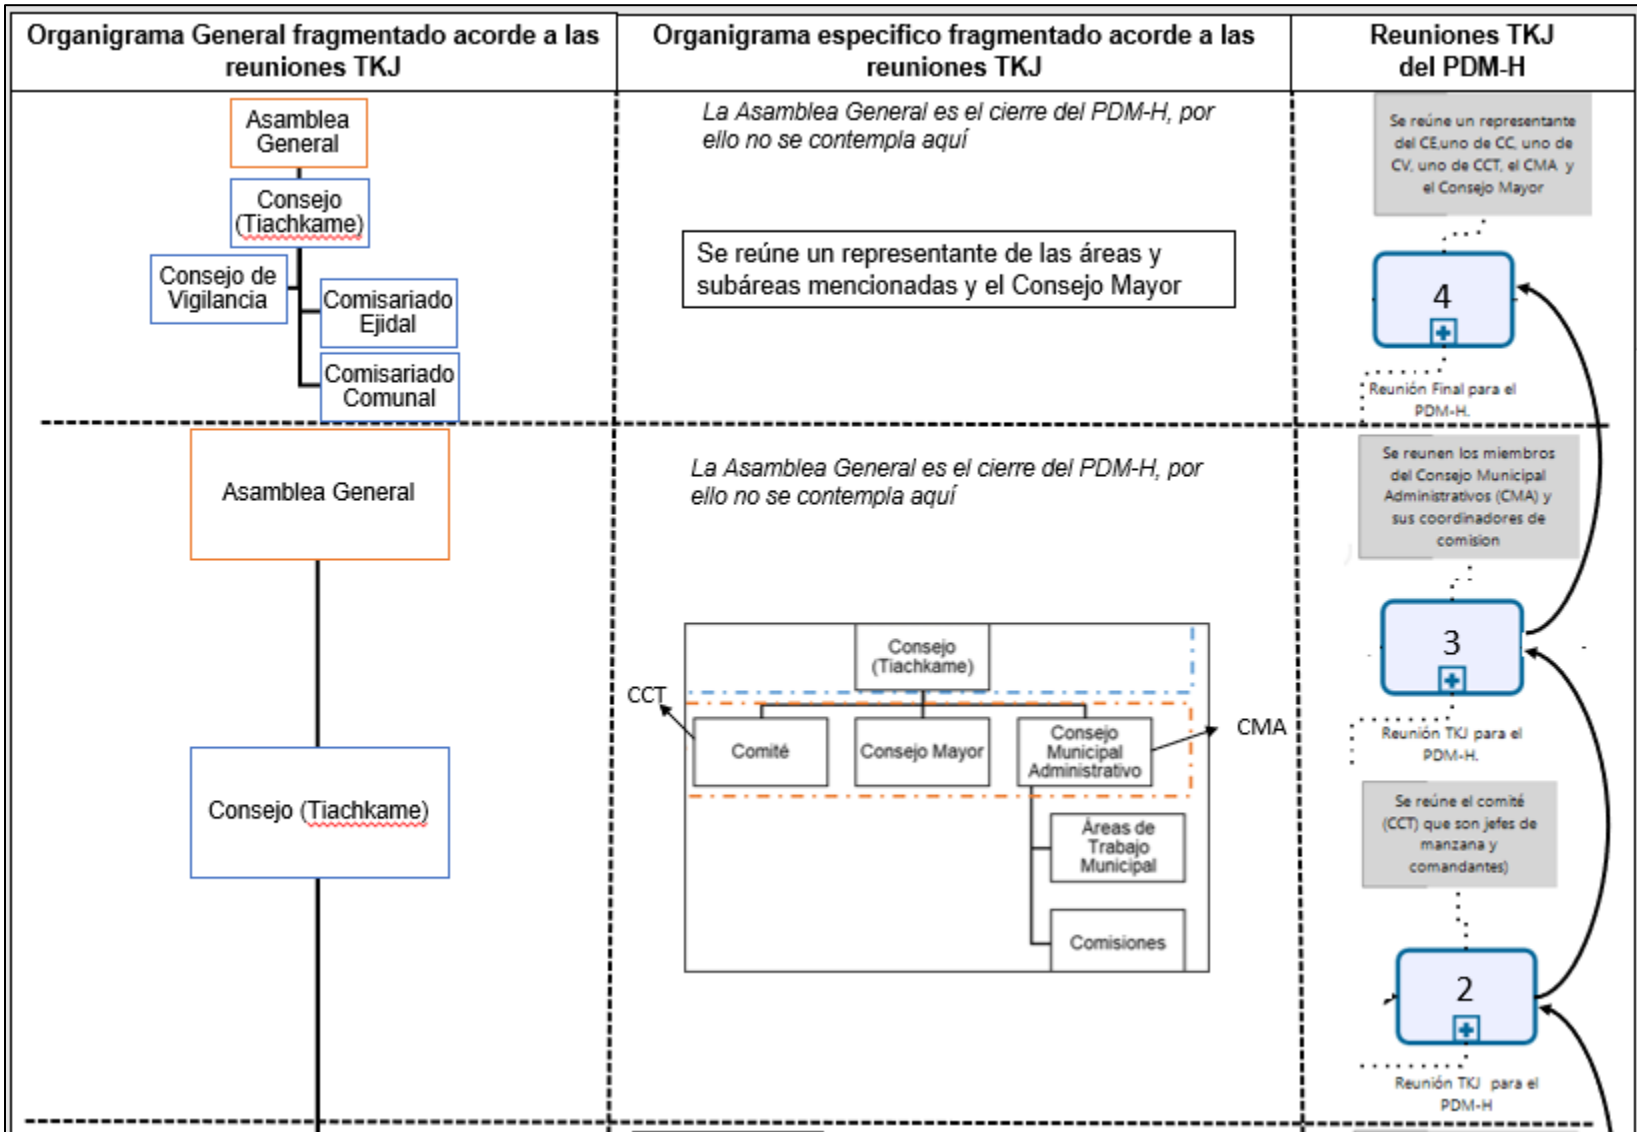 Organigrama General fragmentado acorde a las
reuniones TKJ
Organigrama especifico fragmentado acorde a las
reuniones TKJ
Reuniones TKJ
del PDM-H
Asamblea
General
Consejo
(Tiachkame)
Consejo de
Vigilancia
Comisariado
Ejidal
Comisariado
Comunal
La Asamblea General es el cierre del PDM-H, por
ello no se contempla aquí
Se reúne un representante de las áreas y
subáreas mencionadas y el Consejo Mayor
Se reúne un representante
del CE,uno de CC, uno de
CV, uno de CCT, el CMA y
el Consejo Mayor
4
Reunión Final para el
PDM-H.
Asamblea General
Consejo (Tiachkame)
La Asamblea General es el cierre del PDM-H, por
ello no se contempla aquí
Consejo
(Tiachkame)
CCT
CMA
Comité
Consejo Mayor
Consejo
Municipal
Administrativo
Áreas de
Trabajo
Municipal
Comisiones
Se reunen los miembros
del Consejo Municipal
Administrativos (CMA) y
sus coordinadores de
comision
3
Reunión TKJ para el
PDM-H.
Se reúne el comité
(CCT) que son jefes de
manzana y
comandantes)
2
Reunión TKJ para el
PDM-H